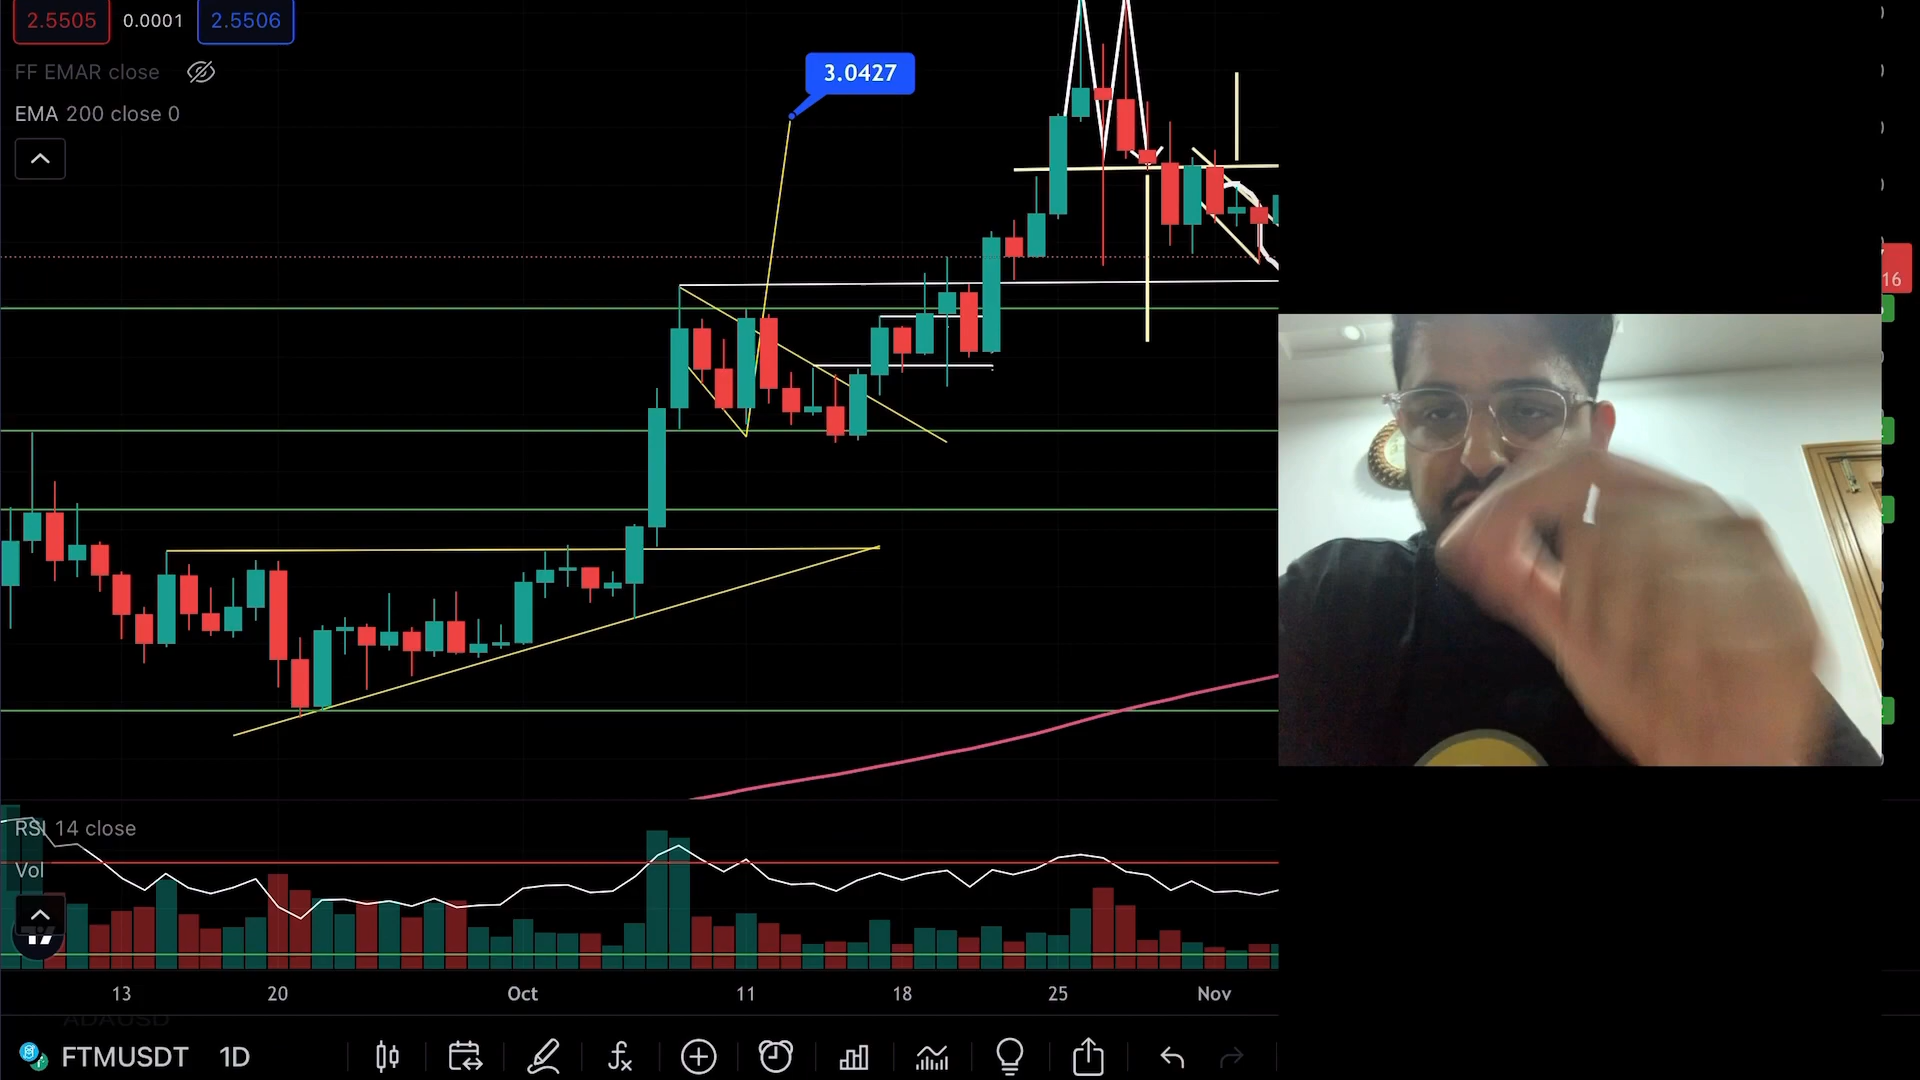 2.5505 0.0001 2.5506
FF EMAR close
EMA 200 close 0
3.0427
16
RSI 14 close
Vol
13 20 Oct 11 18 25 Nov
ADAUSD
FTMUSDT 1D